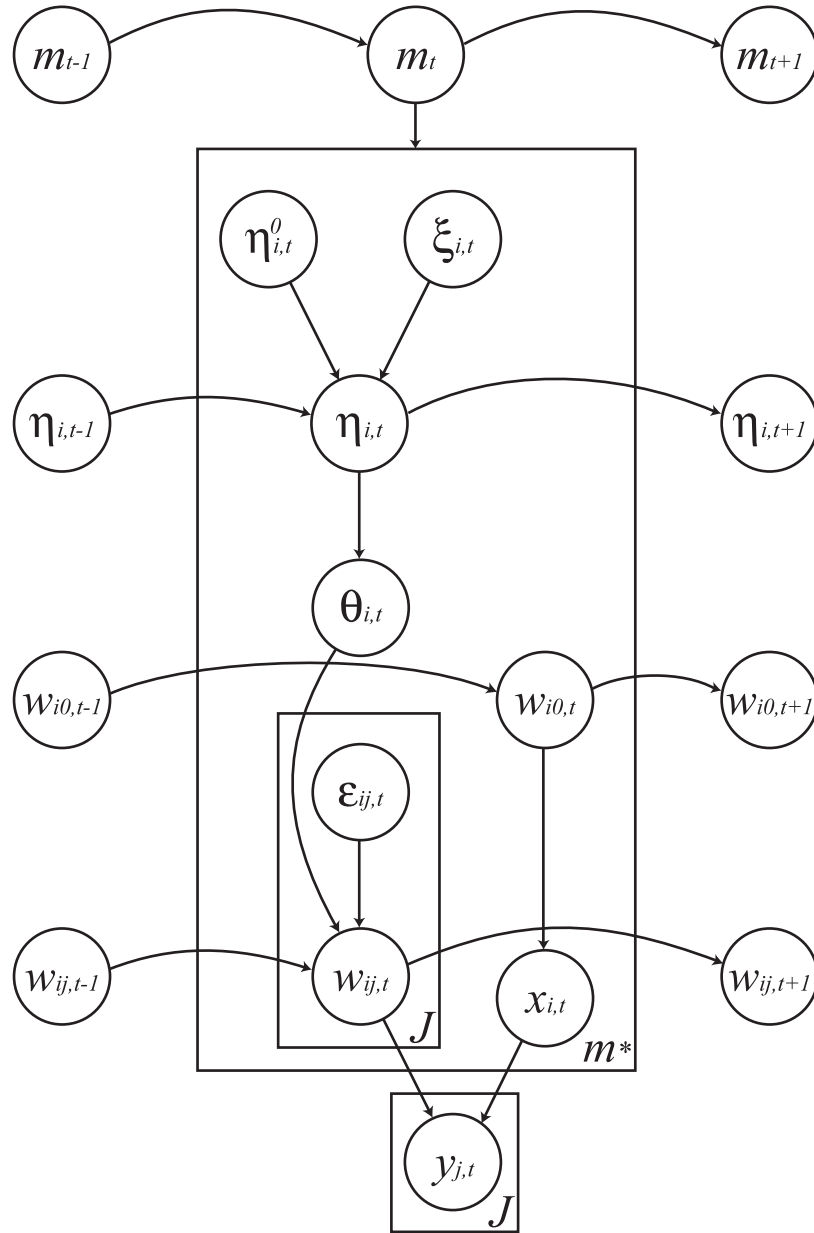 m_{t-1} m_t m_{t+1}
η^0_{i,t} ξ_{i,t}
η_{i,t-1} η_{i,t} η_{i,t+1}
θ_{i,t}
w_{i0,t-1} w_{i0,t} w_{i0,t+1}
ε_{ij,t}
w_{ij,t-1} w_{ij,t} x_{i,t} w_{ij,t+1}
J m*
y_{j,t}
J